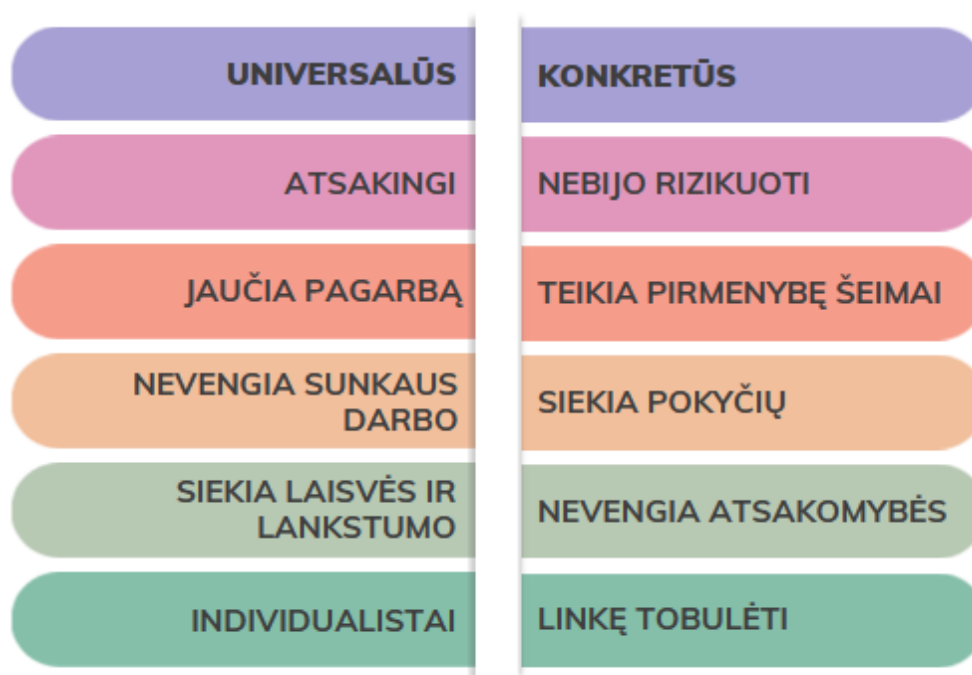 UNIVERSALŪS
KONKRETŪS
ATSAKINGI
NEBIJO RIZIKUOTI
JAUČIA PAGARBĄ
TEIKIA PIRMENYBĘ ŠEIMAI
NEVENGIA SUNKAUS
DARBO
SIEKIA POKYČIŲ
SIEKIA LAISVĖS IR
LANKSTUMO
NEVENGIA ATSAKOMYBĖS
INDIVIDUALISTAI
LINKĘ TOBULĖTI